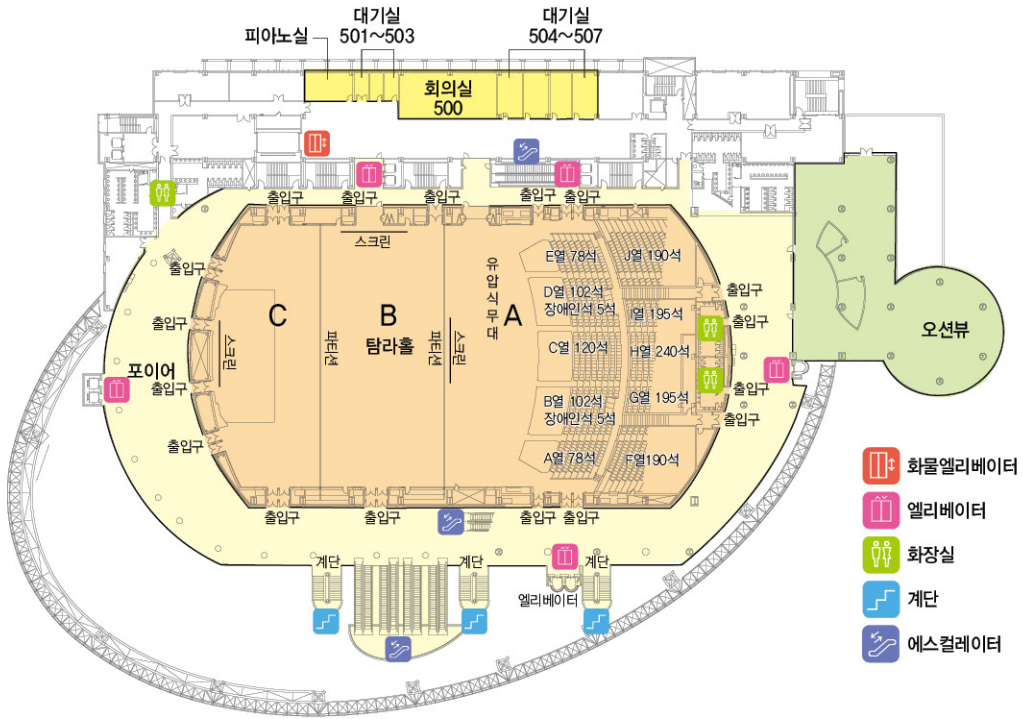 대기실
501~503
대기실
504~507
피아노실
회의실
500
출입구
출입구
출입구
출입구
출입구
스크린
E열 78석
J열 190석
유압식무대
출입구
D열 102석
장애인석 5석
출입구
C
B
A
I열 195석
출입구
출입구
스크린
파티션
탐라홀
파티션
스크린
C열 120석
H열 240석
오션뷰
포이어
출입구
B열 102석
장애인석 5석
G열 195석
출입구
출입구
A열 78석
F열190석
출입구
출입구
출입구
출입구
출입구
계단
계단
계단
엘리베이터
화물엘리베이터
엘리베이터
화장실
계단
에스컬레이터